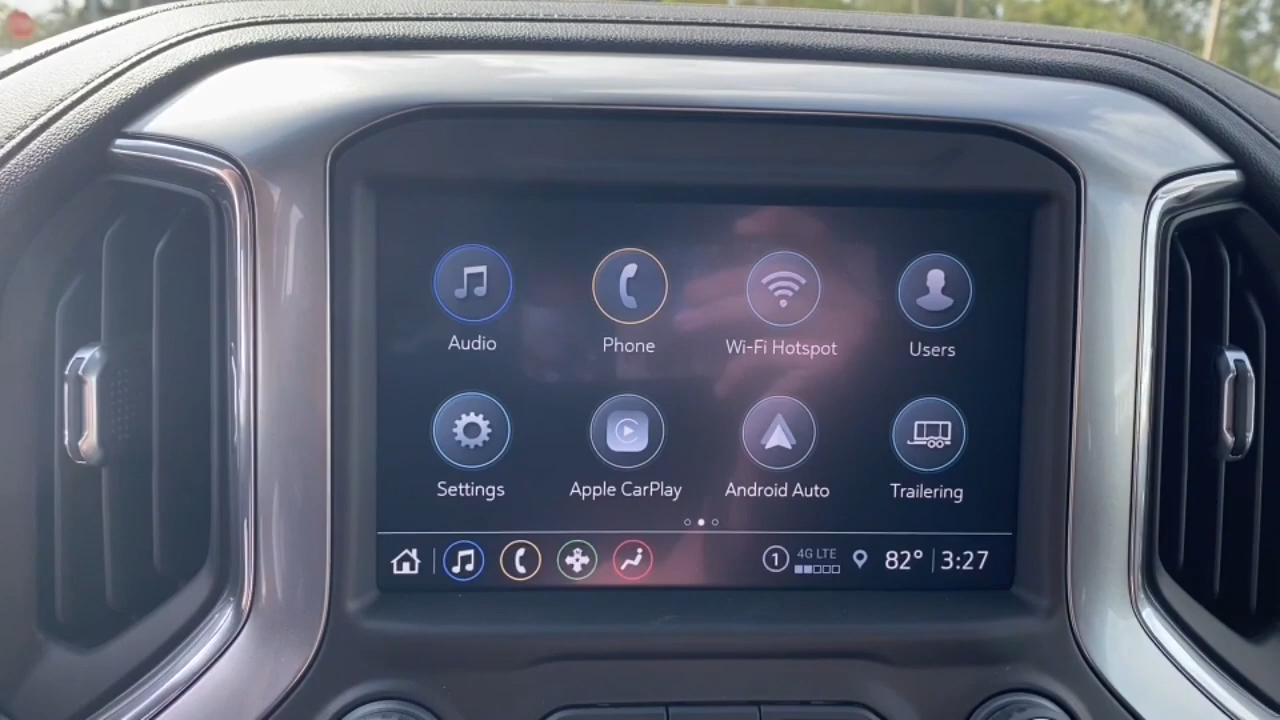 Audio Phone Wi-Fi Hotspot Users
Settings Apple CarPlay Android Auto Trailering
1 4G LTE 82° 3:27